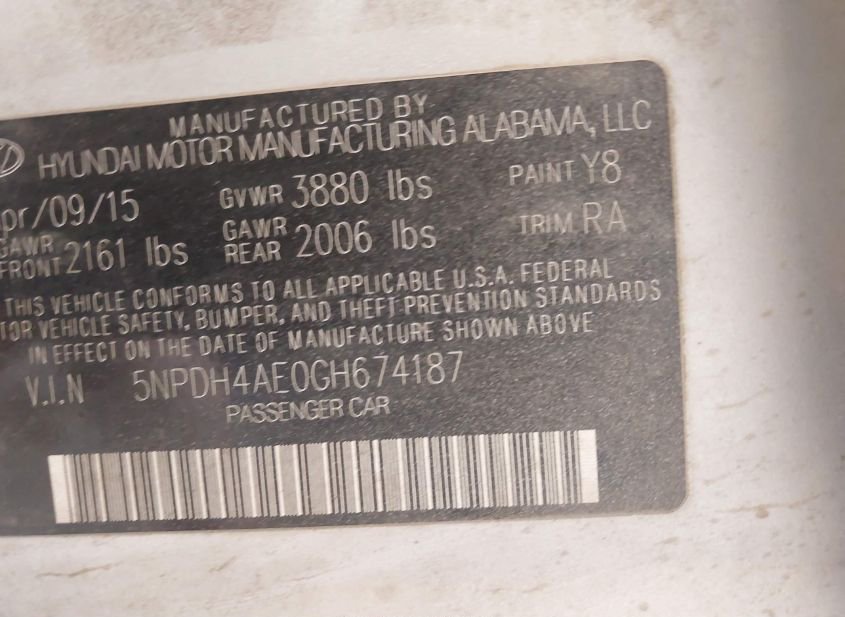 MANUFACTURED BY
HYUNDAI MOTOR MANUFACTURING ALABAMA, LLC
pr/09/15 GVWR 3880 lbs PAINT Y8
GAWR FRONT 2161 lbs GAWR REAR 2006 lbs TRIM RA
THIS VEHICLE CONFORMS TO ALL APPLICABLE U.S.A. FEDERAL
TOR VEHICLE SAFETY, BUMPER, AND THEFT PREVENTION STANDARDS
IN EFFECT ON THE DATE OF MANUFACTURE SHOWN ABOVE
V.I.N 5NPDH4AE0GH674187
PASSENGER CAR